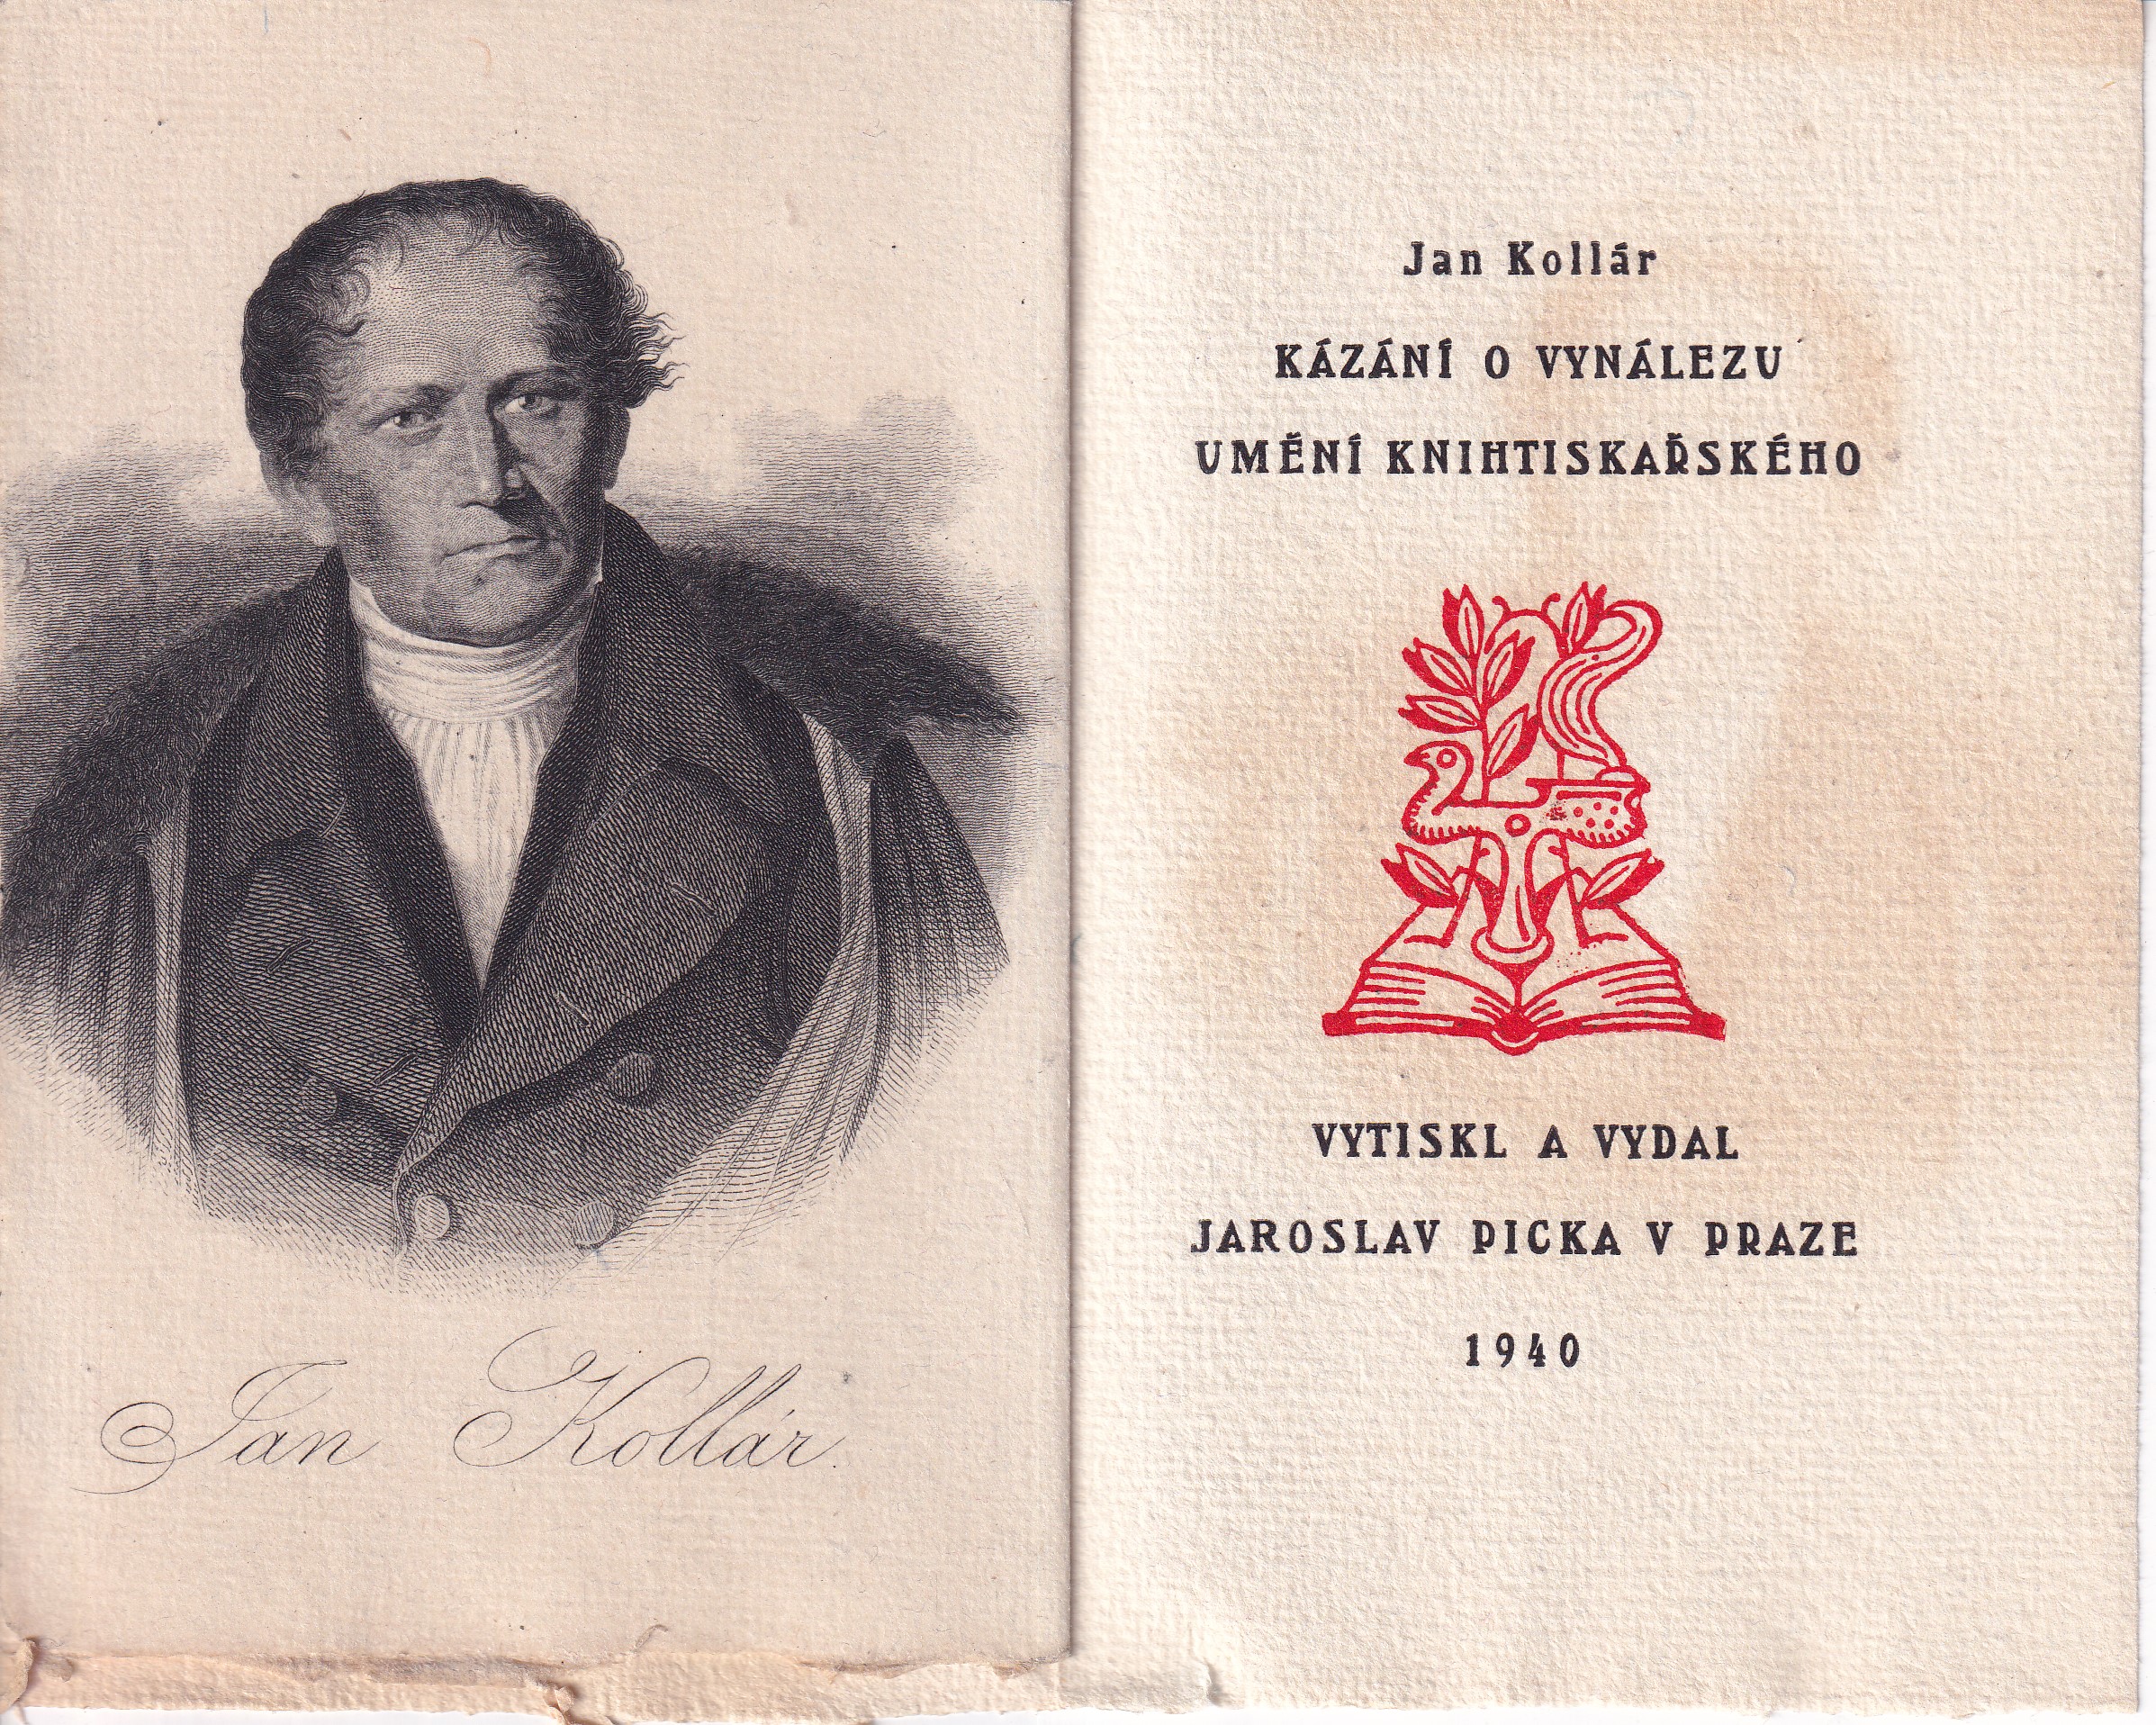 Jan Kollár.
Jan Kollár
KÁZÁNÍ O VYNÁLEZU
UMĚNÍ KNIHTISKAŘSKÉHO
VYTISKL A VYDAL
JAROSLAV PICKA V PRAZE
1940